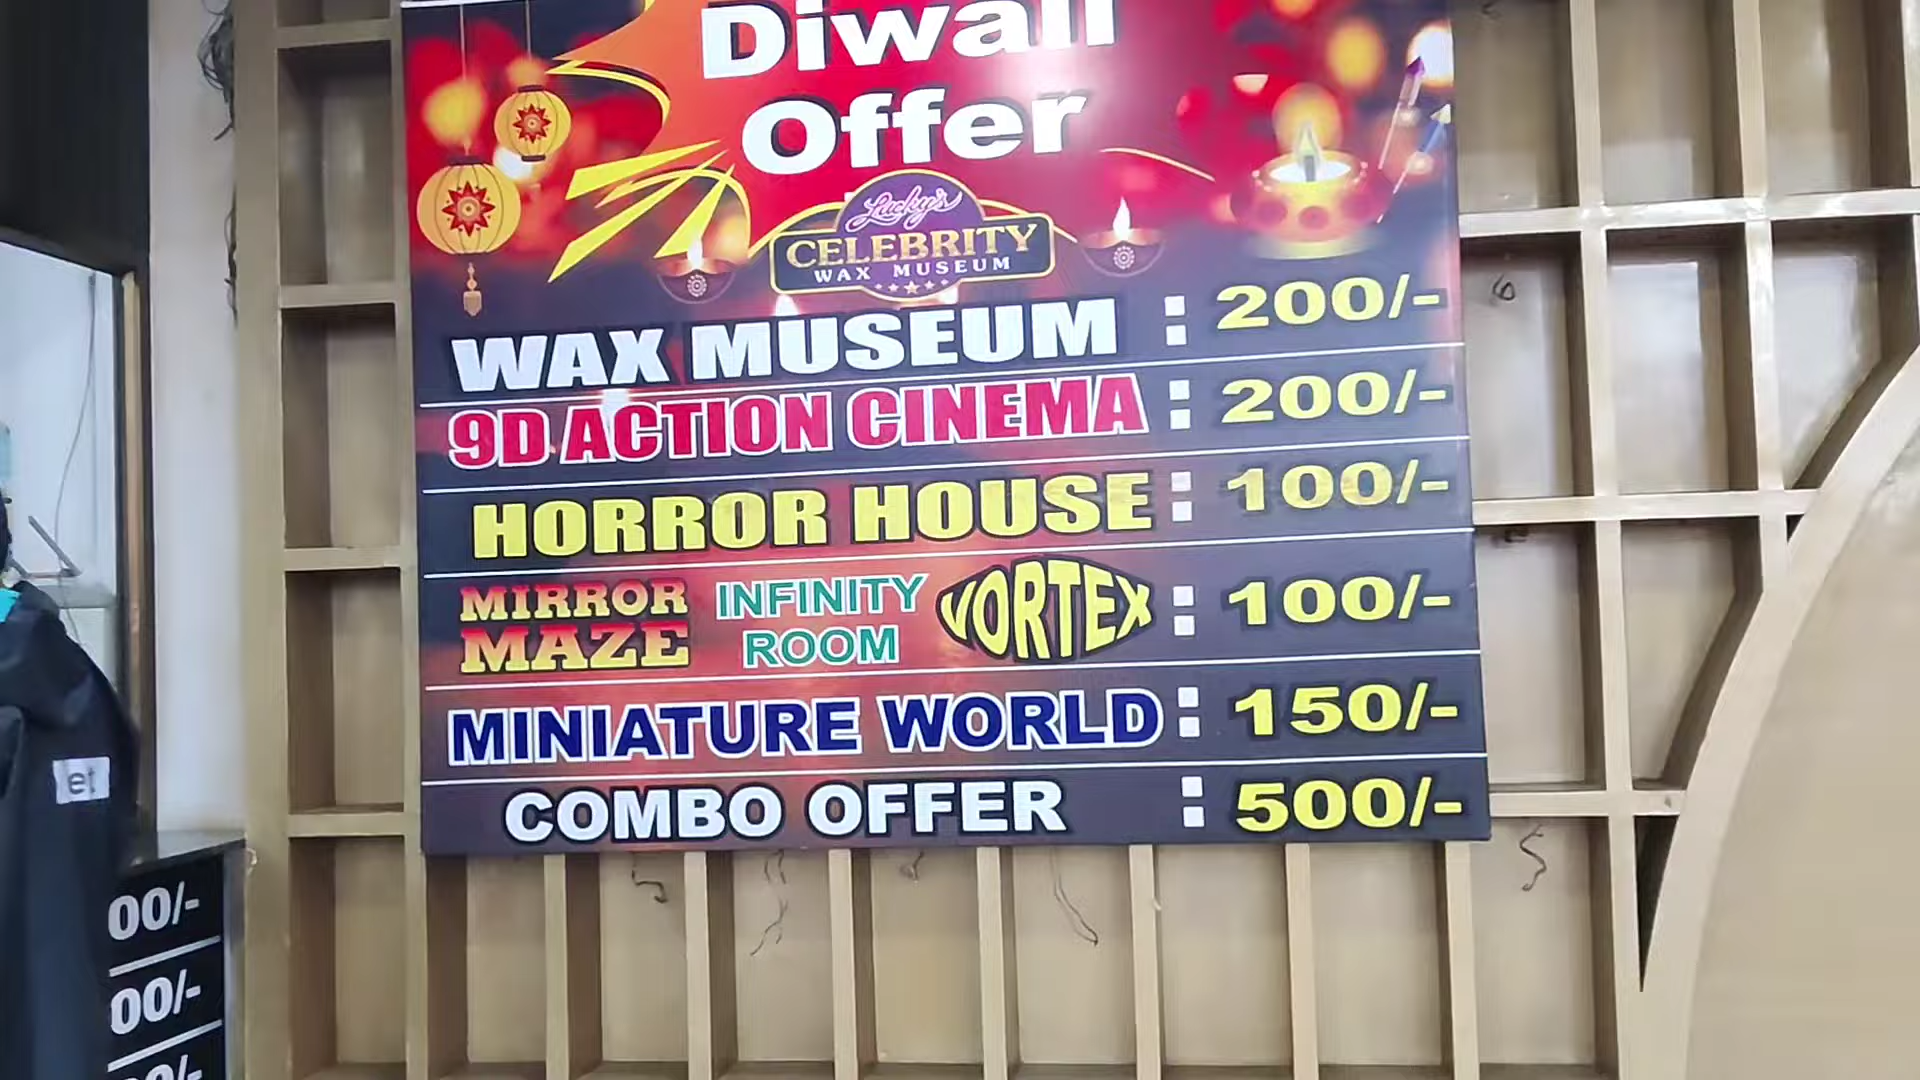 Diwali
Offer
Lucky's
CELEBRITY
WAX MUSEUM
WAX MUSEUM : 200/-
9D ACTION CINEMA : 200/-
HORROR HOUSE : 100/-
MIRROR MAZE INFINITY ROOM VORTEX : 100/-
MINIATURE WORLD : 150/-
COMBO OFFER : 500/-
et
00/-
00/-